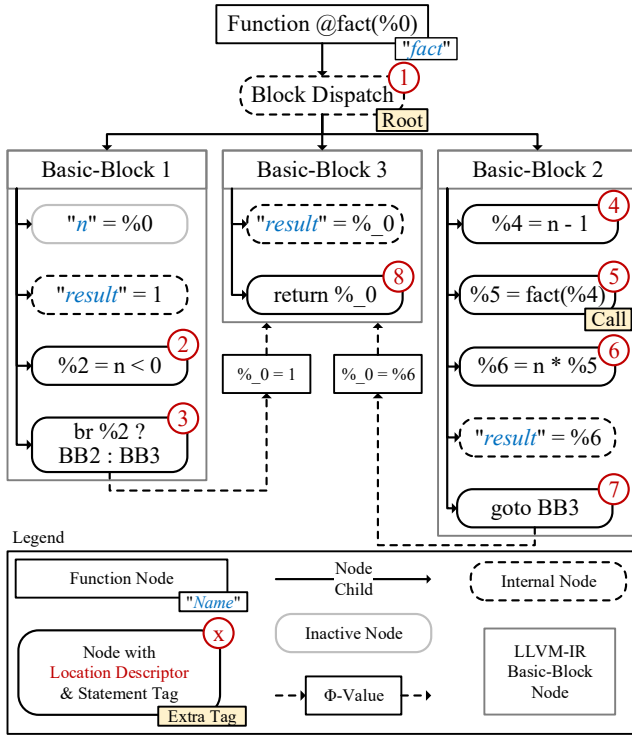 Function @fact(%0)
"fact"
1
Block Dispatch
Root
Basic-Block 1
"n" = %0
"result" = 1
2
%2 = n < 0
3
br %2 ?
BB2 : BB3
Basic-Block 3
"result" = %_0
8
return %_0
%_0 = 1
%_0 = %6
Basic-Block 2
4
%4 = n - 1
5
%5 = fact(%4)
Call
6
%6 = n * %5
"result" = %6
7
goto BB3
Legend
Function Node
"Name"
Node
Child
Internal Node
x
Node with
Location Descriptor
& Statement Tag
Extra Tag
Inactive Node
Φ-Value
LLVM-IR
Basic-Block
Node